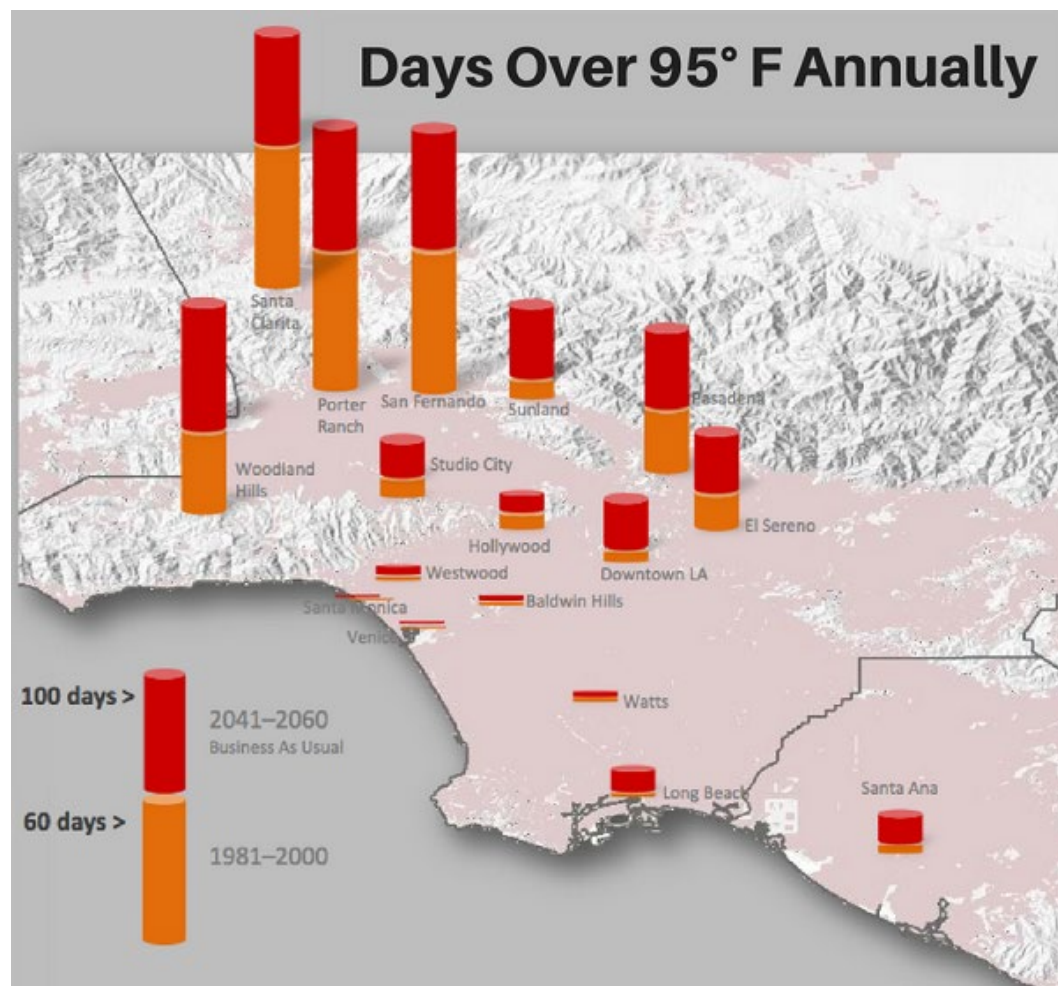 Days Over 95° F Annually
Santa
Clarita
Porter
Ranch
San Fernando
Sunland
Pasadena
Woodland
Hills
Studio City
El Sereno
Hollywood
Downtown LA
Westwood
Santa Monica
Baldwin Hills
Venice
Watts
Long Beach
Santa Ana
100 days >
2041–2060
Business As Usual
60 days >
1981–2000